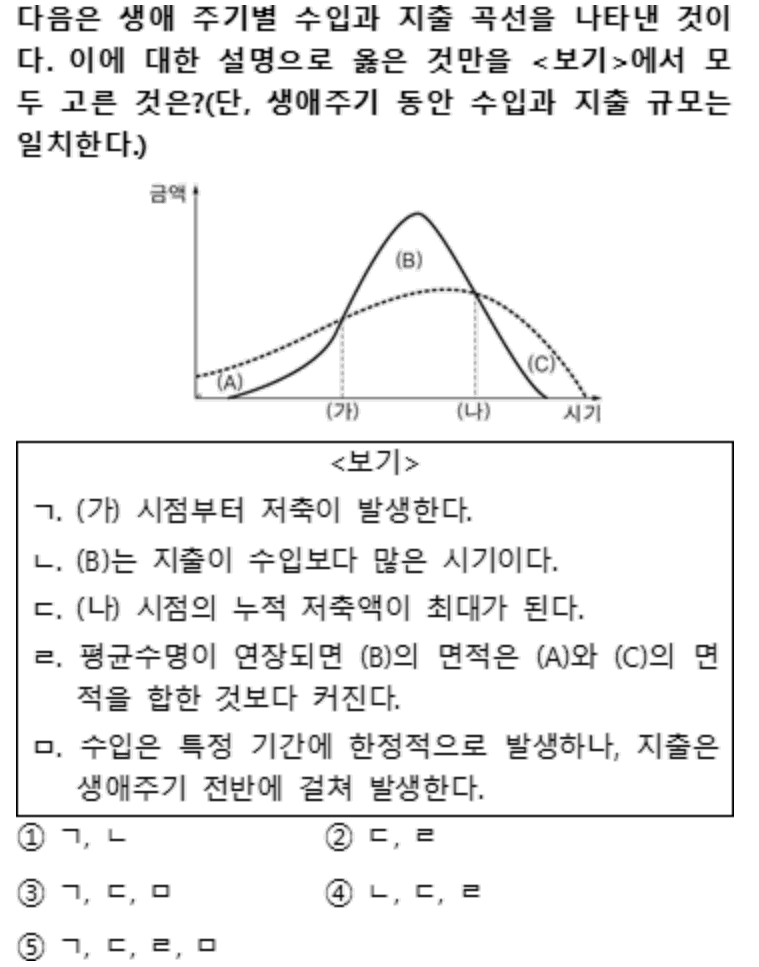 다음은 생애 주기별 수입과 지출 곡선을 나타낸 것이
다. 이에 대한 설명으로 옳은 것만을 <보기>에서 모
두 고른 것은?(단, 생애주기 동안 수입과 지출 규모는
일치한다.)
금액
(B)
(A)
(C)
(가) (나) 시기
<보기>
ㄱ. (가) 시점부터 저축이 발생한다.
ㄴ. (B)는 지출이 수입보다 많은 시기이다.
ㄷ. (나) 시점의 누적 저축액이 최대가 된다.
ㄹ. 평균수명이 연장되면 (B)의 면적은 (A)와 (C)의 면
적을 합한 것보다 커진다.
ㅁ. 수입은 특정 기간에 한정적으로 발생하나, 지출은
생애주기 전반에 걸쳐 발생한다.
① ㄱ, ㄴ ② ㄷ, ㄹ
③ ㄱ, ㄷ, ㅁ ④ ㄴ, ㄷ, ㄹ
⑤ ㄱ, ㄷ, ㄹ, ㅁ